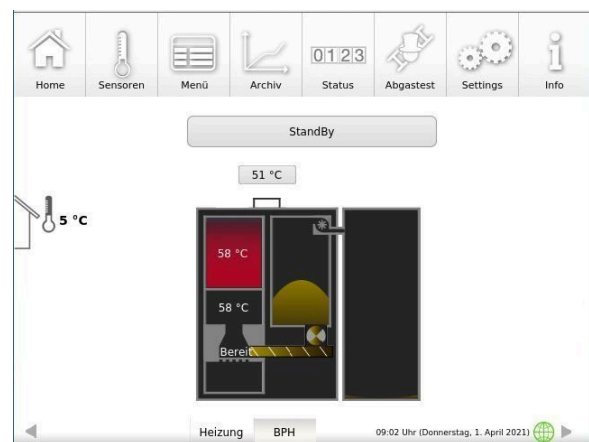 0123
Home Sensoren Menü Archiv Status Abgastest Settings Info
StandBy
51 °C
5 °C
58 °C
58 °C
Bereit
Heizung BPH 09:02 Uhr (Donnerstag, 1. April 2021)